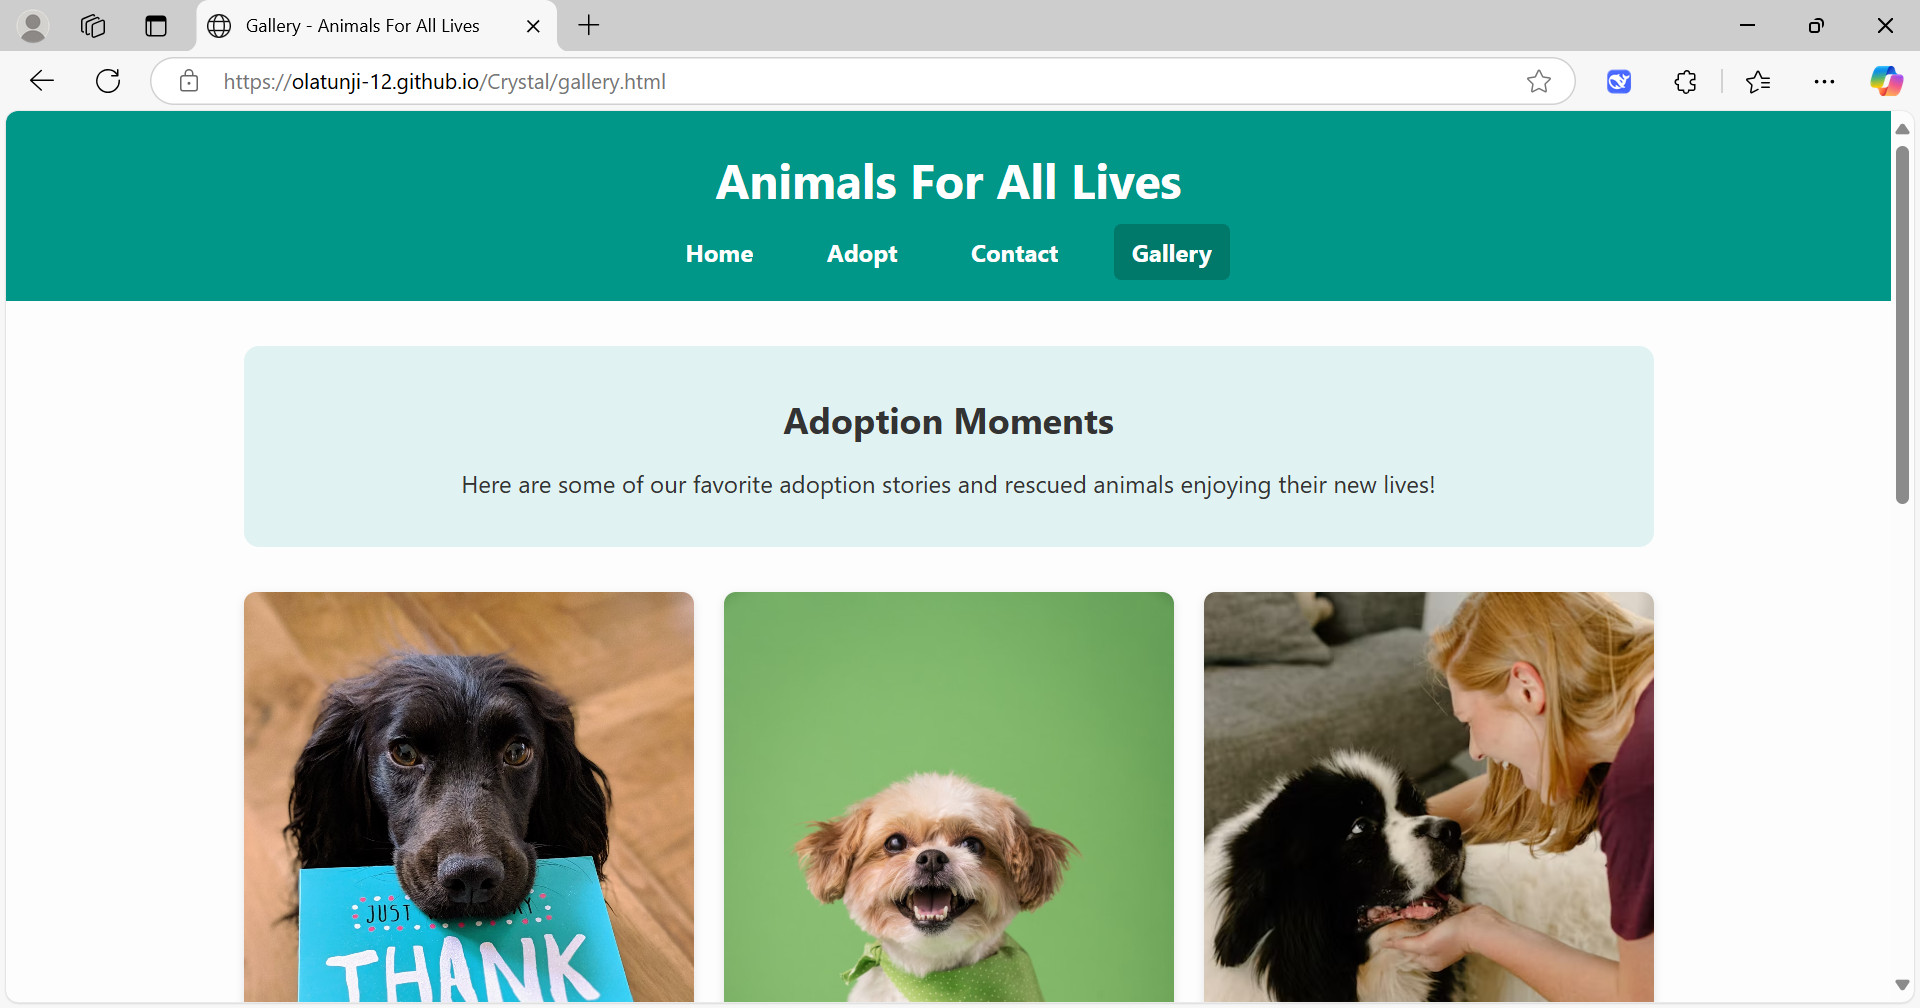 Gallery - Animals For All Lives
https://olatunji-12.github.io/Crystal/gallery.html
Animals For All Lives
Home Adopt Contact Gallery
Adoption Moments
Here are some of our favorite adoption stories and rescued animals enjoying their new lives!
JUST
THANK